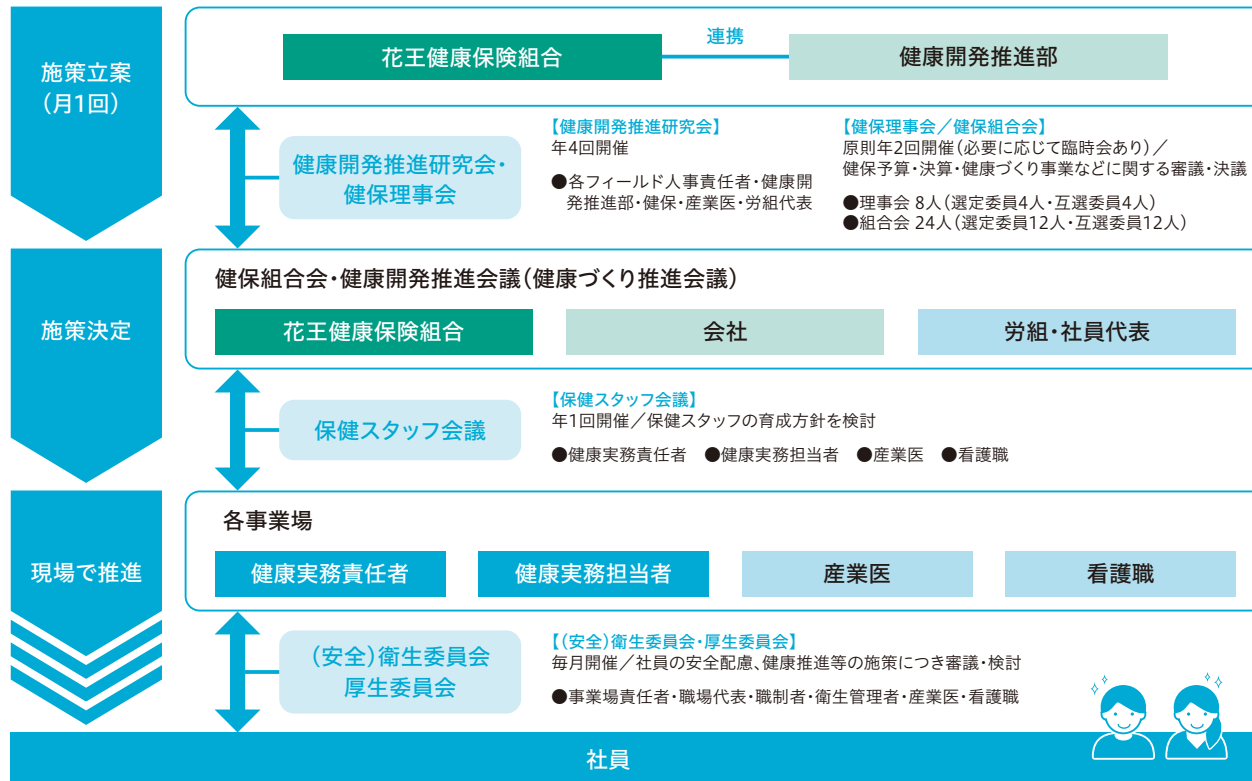 施策立案
（月1回）
花王健康保険組合
連携
健康開発推進部
健康開発推進研究会・
健保理事会
【健康開発推進研究会】
年4回開催
●各フィールド人事責任者・健康開
発推進部・健保・産業医・労組代表
【健保理事会／健保組合会】
原則年2回開催（必要に応じて臨時会あり）／
健保予算・決算・健康づくり事業などに関する審議・決議
●理事会 8人（選定委員4人・互選委員4人）
●組合会 24人（選定委員12人・互選委員12人）
施策決定
健保組合会・健康開発推進会議（健康づくり推進会議）
花王健康保険組合
会社
労組・社員代表
保健スタッフ会議
【保健スタッフ会議】
年1回開催／保健スタッフの育成方針を検討
●健康実務責任者 ●健康実務担当者 ●産業医 ●看護職
現場で推進
各事業場
健康実務責任者
健康実務担当者
産業医
看護職
（安全）衛生委員会
厚生委員会
【（安全）衛生委員会・厚生委員会】
毎月開催／社員の安全配慮、健康推進等の施策につき審議・検討
●事業場責任者・職場代表・職制者・衛生管理者・産業医・看護職
社員